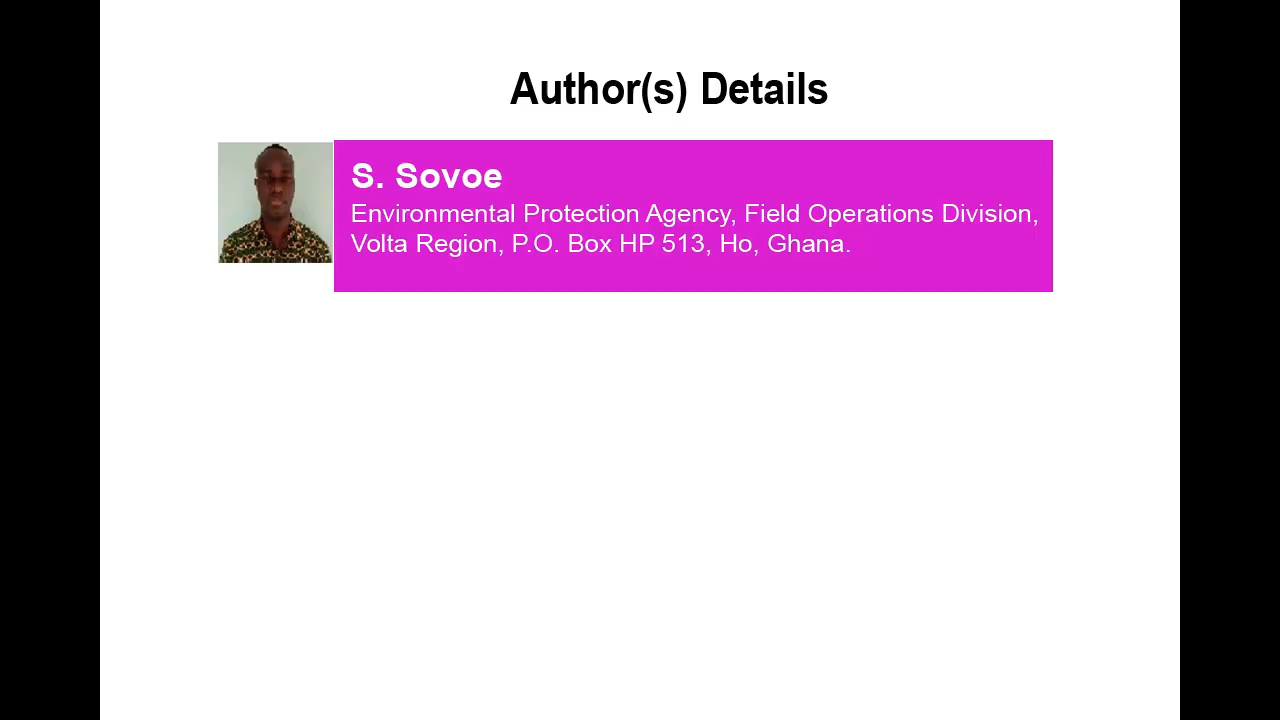 Author(s) Details
S. Sovoe
Environmental Protection Agency, Field Operations Division,
Volta Region, P.O. Box HP 513, Ho, Ghana.